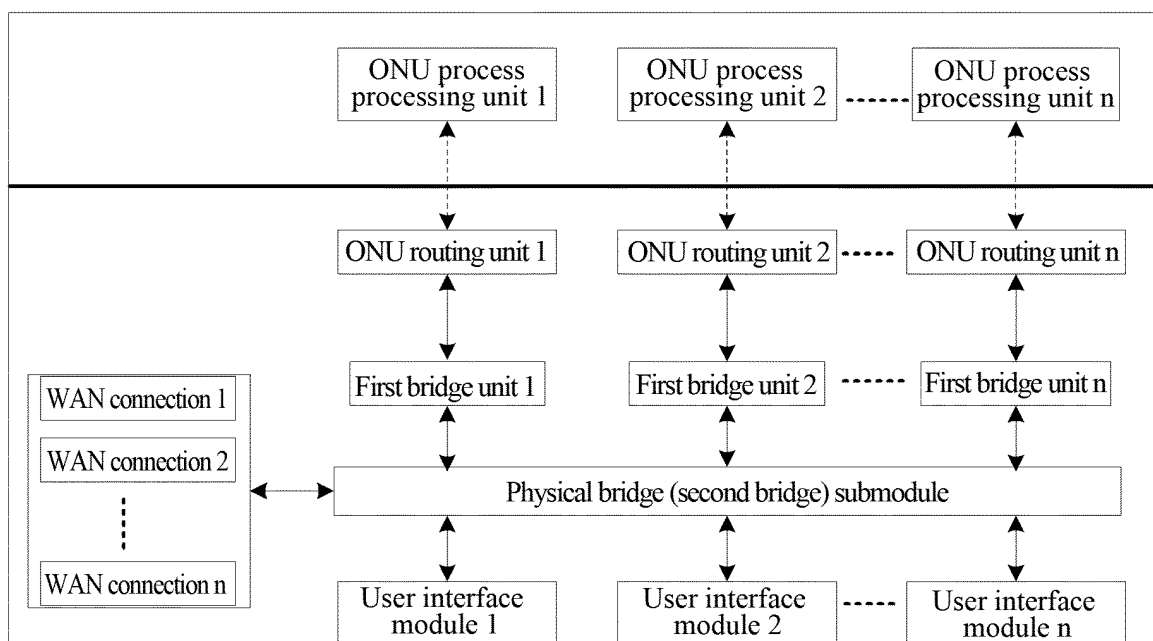 ONU process
processing unit 1
ONU process
processing unit 2
ONU process
processing unit n
ONU routing unit 1
ONU routing unit 2
ONU routing unit n
First bridge unit 1
First bridge unit 2
First bridge unit n
WAN connection 1
WAN connection 2
WAN connection n
Physical bridge (second bridge) submodule
User interface
module 1
User interface
module 2
User interface
module n